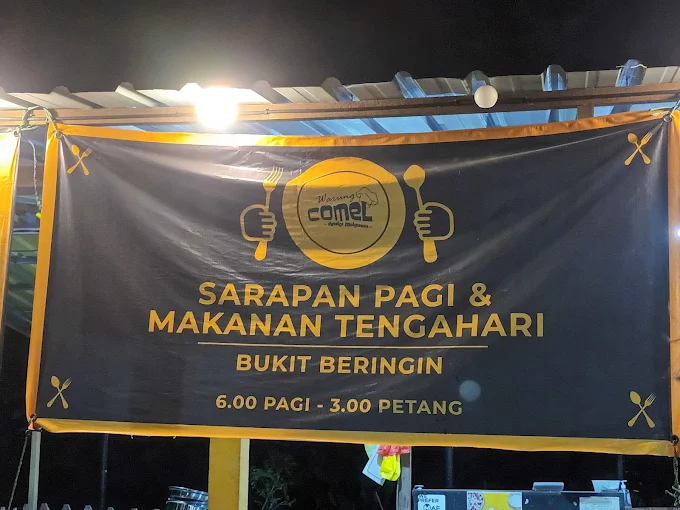 Warung
comel
SARAPAN PAGI &
MAKANAN TENGAHARI
BUKIT BERINGIN
6.00 PAGI - 3.00 PETANG